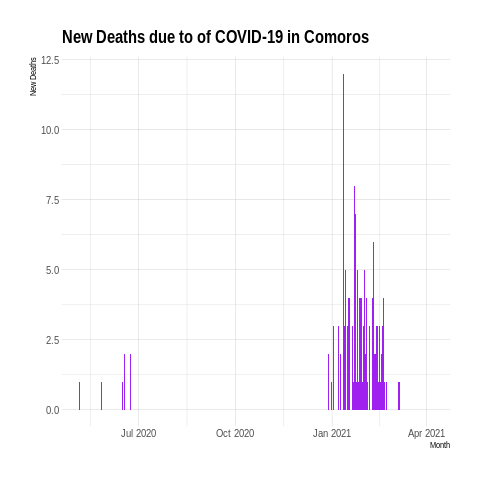 New Deaths due to of COVID-19 in Comoros
New Deaths
12.5
10.0
7.5
5.0
2.5
0.0
Jul 2020 Oct 2020 Jan 2021 Apr 2021
Month